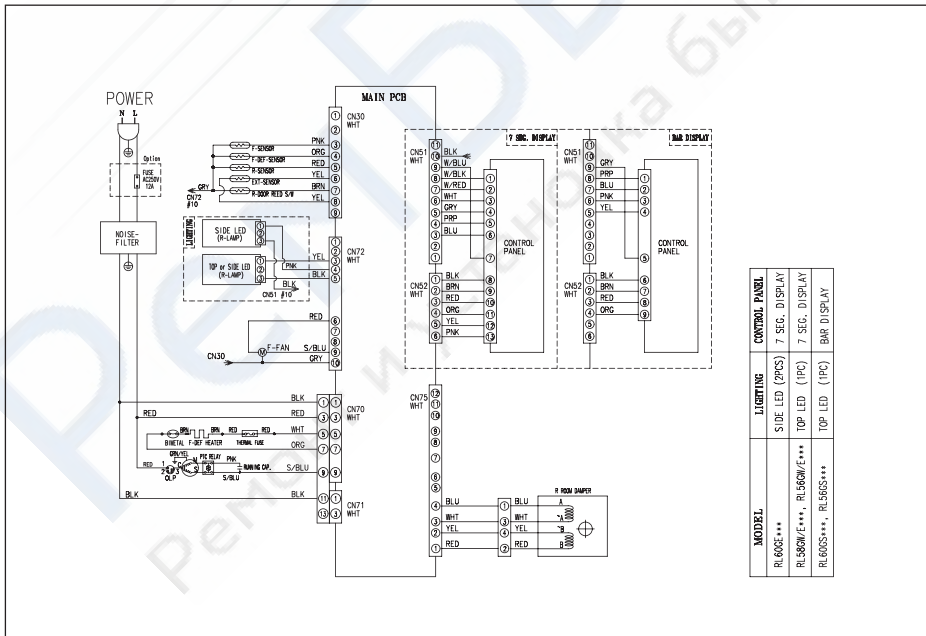 POWER
N L
Option
FUSE
AC250V
12A
NOISE-
FILTER
MAIN PCB
CN30
WHT
PNK
ORG
RED
YEL
BRN
YEL
F-SENSOR
F-DEF-SENSOR
R-SENSOR
EXT-SENSOR
R-DOOR REED S/W
GRY
CN72
#10
LIGHTING
SIDE LED
(R-LAMP)
TOP or SIDE LED
(R-LAMP)
YEL
PNK
BLK
BLK
CN51 #10
CN72
WHT
RED
F-FAN
S/BLU
GRY
CN30
BLK
RED
RED
CN70
WHT
BRN
BRN
RED
RED
WHT
BIMETAL
F-DEF HEATER
THERMAL FUSE
ORG
GRN/YEL
PTC RELAY
PNK
RUNNING CAP.
RED
OLP
S/BLU
S/BLU
BLK
BLK
CN71
WHT
7 SEG. DISPLAY
CN51
WHT
BLK
W/BLU
W/BLK
W/RED
WHT
GRY
PRP
BLU
CONTROL
PANEL
CN52
WHT
BLK
BRN
RED
ORG
YEL
PNK
BAR DISPLAY
CN51
WHT
GRY
PRP
BLU
PNK
YEL
CONTROL
PANEL
CN52
WHT
BLK
BRN
RED
ORG
CN75
WHT
BLU
WHT
YEL
RED
BLU
WHT
YEL
RED
R ROOM DAMPER
A
~A
~B
B
MODEL LIGHTING CONTROL PANEL
RL60GE*** SIDE LED (2PCS) 7 SEG. DISPLAY
RL58GW/E***, RL56GW/E*** TOP LED (1PC) 7 SEG. DISPLAY
RL60GS***, RL56GS*** TOP LED (1PC) BAR DISPLAY
Ремонт и установка бы